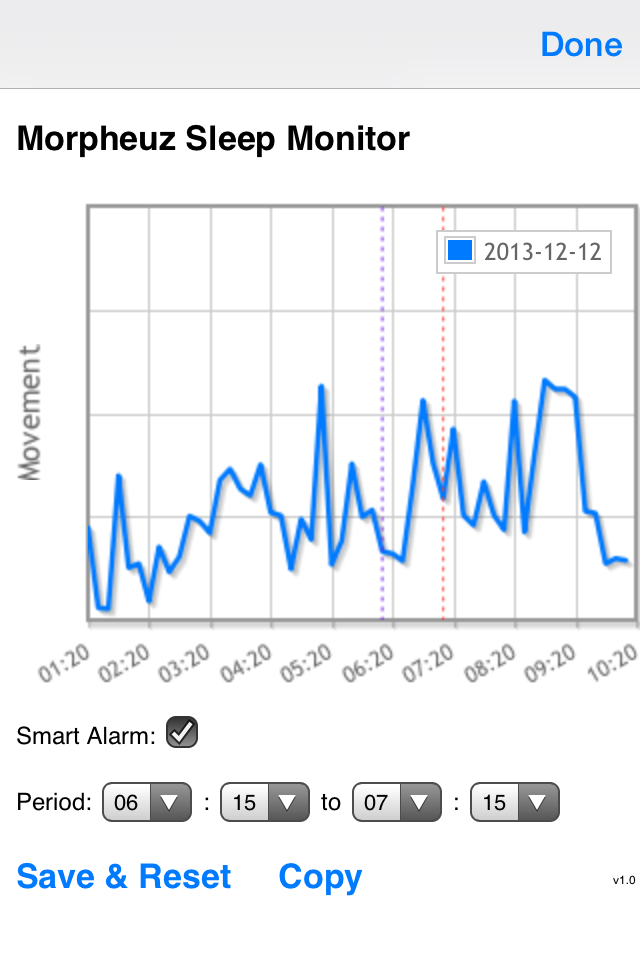 Done
Morpheuz Sleep Monitor
2013-12-12
Movement
01:20 02:20 03:20 04:20 05:20 06:20 07:20 08:20 09:20 10:20
Smart Alarm:
Period: 06 : 15 to 07 : 15
Save & Reset Copy v1.0